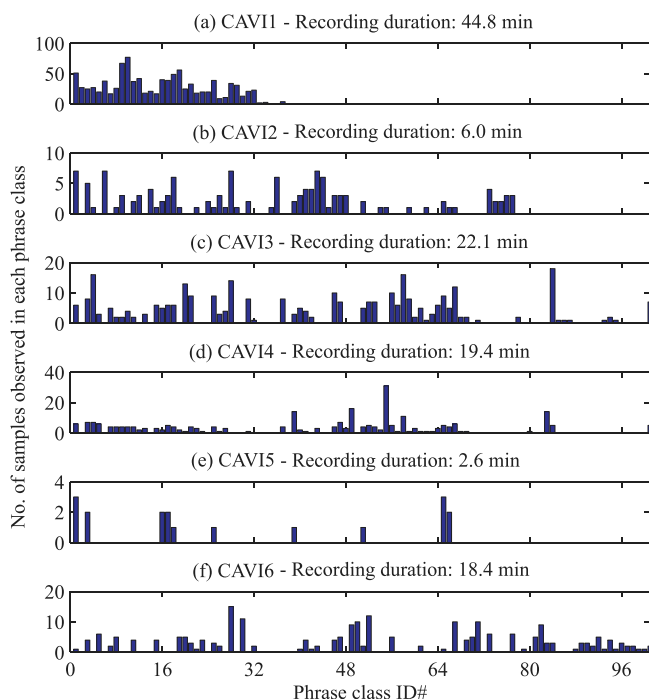 (a) CAVI1 - Recording duration: 44.8 min
100
50
0
(b) CAVI2 - Recording duration: 6.0 min
10
5
0
(c) CAVI3 - Recording duration: 22.1 min
20
10
0
(d) CAVI4 - Recording duration: 19.4 min
40
20
0
(e) CAVI5 - Recording duration: 2.6 min
4
2
0
(f) CAVI6 - Recording duration: 18.4 min
20
10
0
0 16 32 48 64 80 96
Phrase class ID#
No. of samples observed in each phrase class